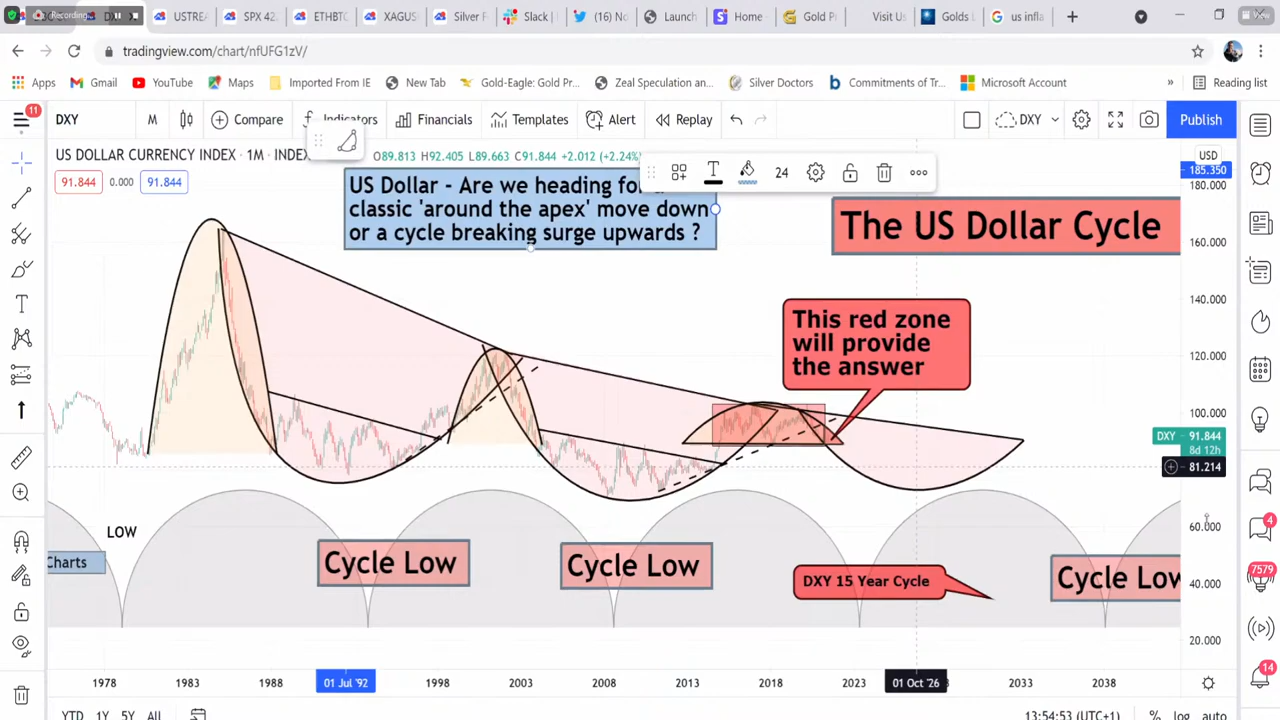 Recording...
USTREA
SPX 42.
ETHBTC
XAGUS
Silver F
Slack |
(16) No
Launch
Home
Gold Pr
Visit Us
Golds L
us infla
View
tradingview.com/chart/nfUFG1zV/
Apps
Gmail
YouTube
Maps
Imported From IE
New Tab
Gold-Eagle: Gold Pr...
Zeal Speculation an...
Silver Doctors
Commitments of Tr...
Microsoft Account
»
Reading list
11
DXY
M
Compare
Indicators
Financials
Templates
Alert
Replay
DXY
Publish
US DOLLAR CURRENCY INDEX · 1M · INDEX
O89.813 H92.405 L89.663 C91.844 +2.012 (+2.24%)
91.844
0.000
91.844
24
USD
185.350
180.000
160.000
140.000
120.000
100.000
DXY
91.844
8d 12h
81.214
60.000
40.000
20.000
US Dollar - Are we heading for a
classic 'around the apex' move down
or a cycle breaking surge upwards ?
The US Dollar Cycle
This red zone
will provide
the answer
LOW
Charts
Cycle Low
Cycle Low
DXY 15 Year Cycle
Cycle Low
4
7579
14
1978
1983
1988
01 Jul '92
1998
2003
2008
2013
2018
2023
01 Oct '26
2033
2038
YTD
1Y
5Y
All
13:54:53 (UTC+1)
%
log
auto